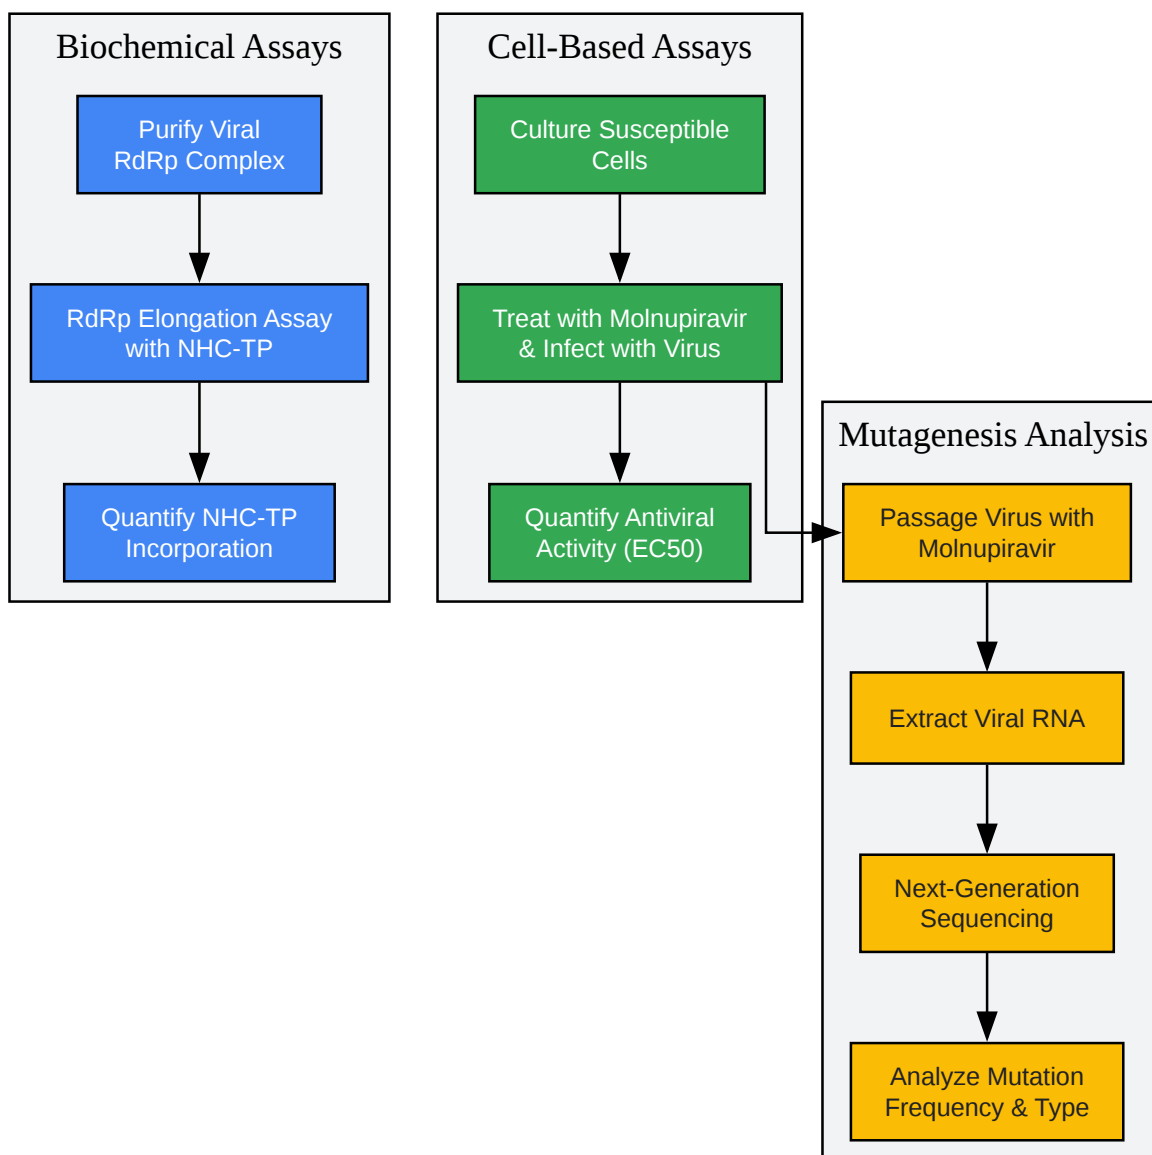 Biochemical Assays
Purify Viral
RdRp Complex
RdRp Elongation Assay
with NHC-TP
Quantify NHC-TP
Incorporation
Cell-Based Assays
Culture Susceptible
Cells
Treat with Molnupiravir
& Infect with Virus
Quantify Antiviral
Activity (EC50)
Mutagenesis Analysis
Passage Virus with
Molnupiravir
Extract Viral RNA
Next-Generation
Sequencing
Analyze Mutation
Frequency & Type